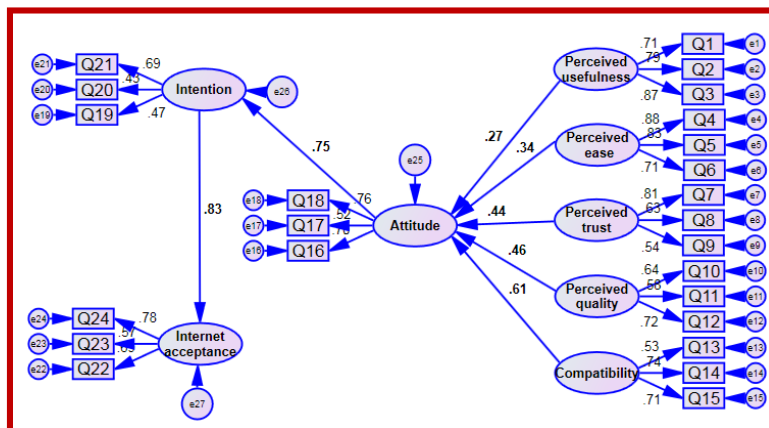 e21 Q21 .69
e20 Q20 .43
e19 Q19 .47
Intention
e26
.75
.83
e25
e18 Q18 .76
e17 Q17 .52
e16 Q16
Attitude
e24 Q24 .78
e23 Q23 .57
e22 Q22
Internet
acceptance
e27
.27
.34
.44
.46
.61
Perceived
usefulness
.71 Q1 e1
.79 Q2 e2
.87 Q3 e3
Perceived
ease
.88 Q4 e4
.83 Q5 e5
.71 Q6 e6
Perceived
trust
.81 Q7 e7
.63 Q8 e8
.54 Q9 e9
Perceived
quality
.64 Q10 e10
Q11 e11
.72 Q12 e12
Compatibility
.53 Q13 e13
.74 Q14 e14
.71 Q15 e15